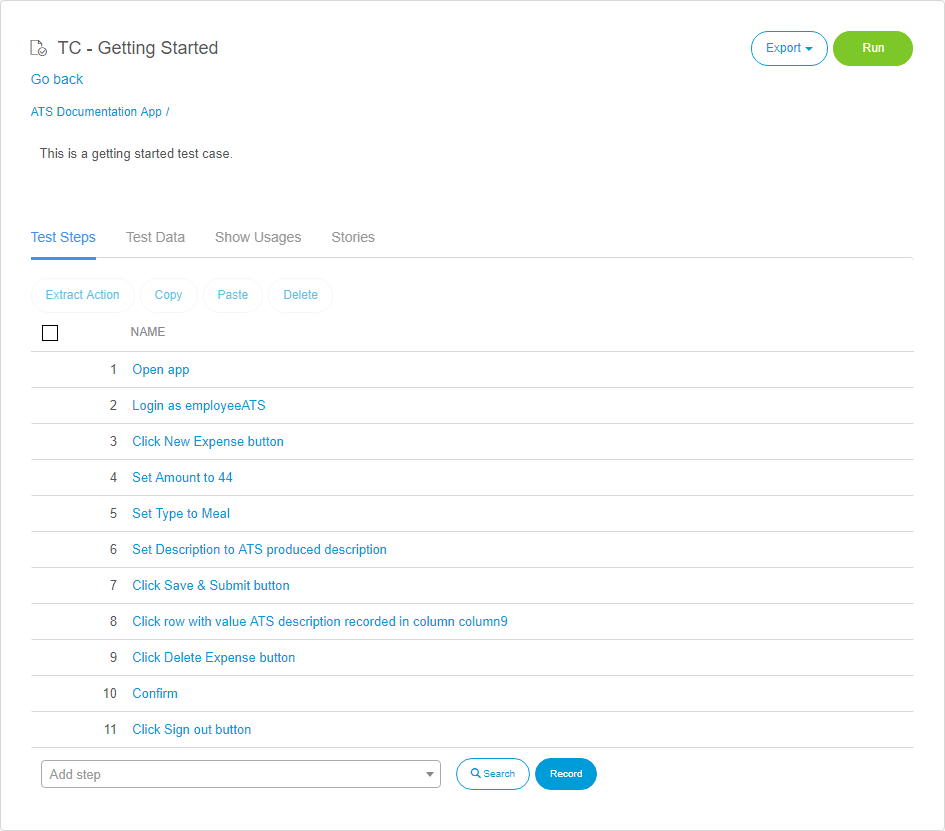 TC - Getting Started
Export
Run
Go back
ATS Documentation App /
This is a getting started test case.
Test Steps Test Data Show Usages Stories
Extract Action Copy Paste Delete
NAME
1 Open app
2 Login as employeeATS
3 Click New Expense button
4 Set Amount to 44
5 Set Type to Meal
6 Set Description to ATS produced description
7 Click Save & Submit button
8 Click row with value ATS description recorded in column column9
9 Click Delete Expense button
10 Confirm
11 Click Sign out button
Add step Search Record